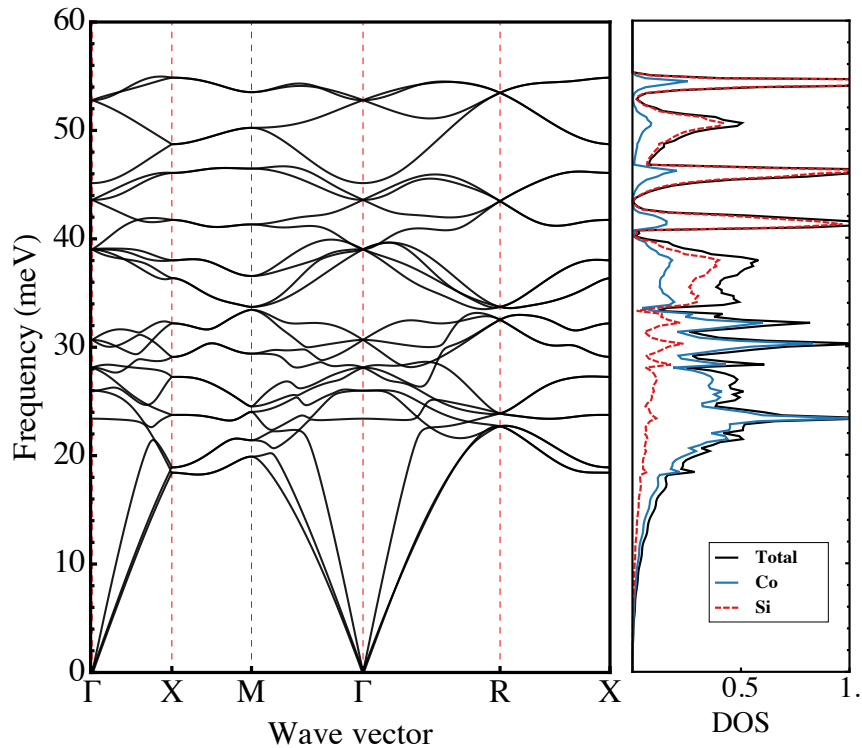 60
50
40
30
20
10
0
Frequency (meV)
Γ X M Γ R X
Wave vector
Total
Co
Si
0.5 1.
DOS